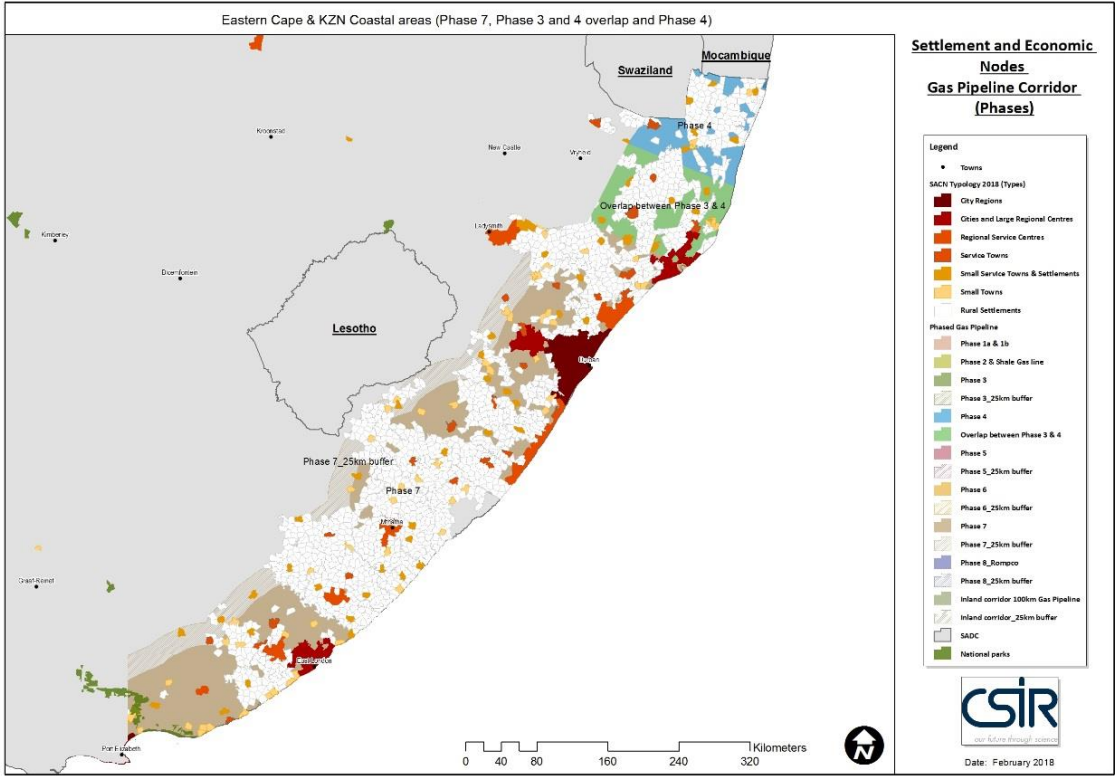 Eastern Cape & KZN Coastal areas (Phase 7, Phase 3 and 4 overlap and Phase 4)
Mocambique
Swaziland
Phase 4
Kroonstad
New Castle
Vryheid
Overlap between Phase 3 & 4
Ladysmith
Kimberley
Lesotho
Durban
Phase 7_25km buffer
Phase 7
Mthatha
Graaf-Reinet
East London
Port Elizabeth
Kilometers
0 40 80 160 240 320
N
Settlement and Economic
Nodes
Gas Pipeline Corridor
(Phases)
Legend
Towns
SACN Typology 2018 (Types)
City Regions
Cities and Large Regional Centres
Regional Service Centres
Service Towns
Small Service Towns & Settlements
Small Towns
Rural Settlements
Phased Gas Pipeline
Phase 1a & 1b
Phase 2 & Shale Gas line
Phase 3
Phase 3_25km buffer
Phase 4
Overlap between Phase 3 & 4
Phase 5
Phase 5_25km buffer
Phase 6
Phase 6_25km buffer
Phase 7
Phase 7_25km buffer
Phase 8_Rompco
Phase 8_25km buffer
Inland corridor 100km Gas Pipeline
Inland corridor_25km buffer
SADC
National parks
CSIR
our future through science
Date: February 2018